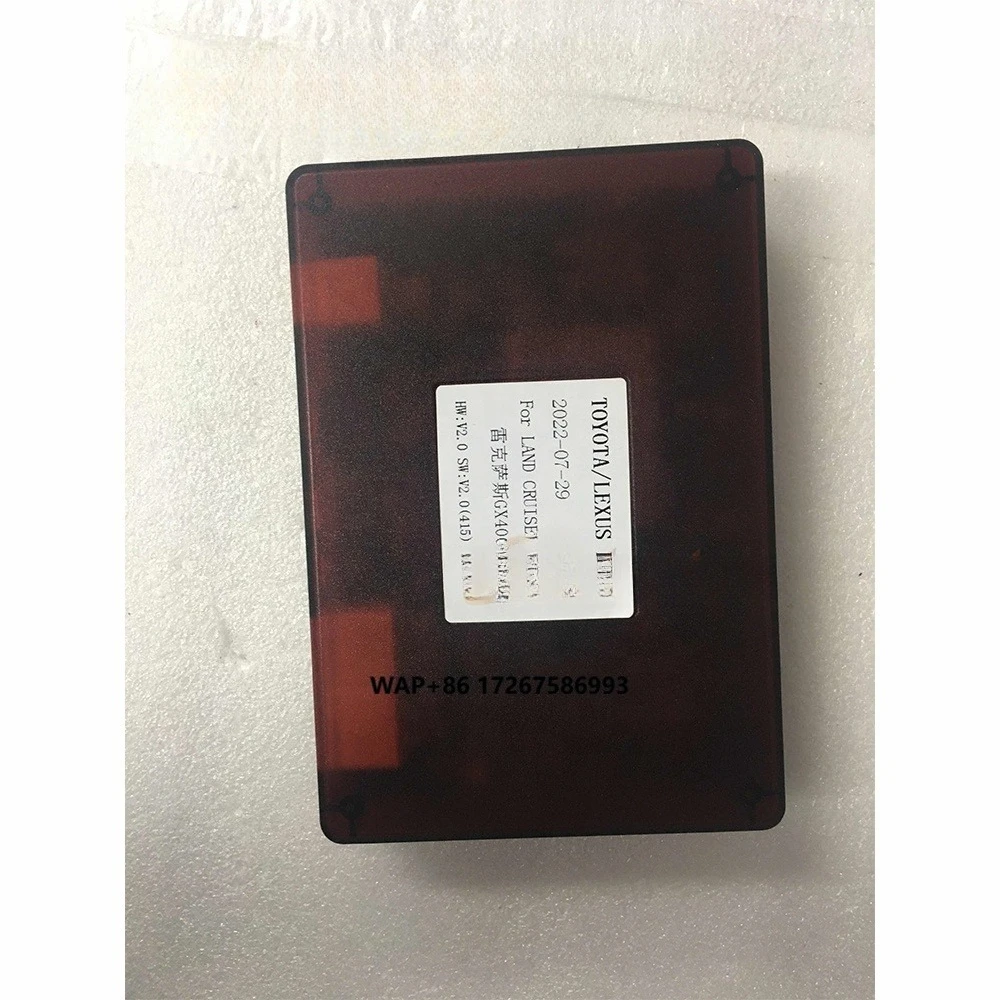 TOYOTA/LEXUS
2022-07-29
For LAND CRUISE
雷克萨斯GX400
HW:V2.0 SW:V2.0(415)
WAP+86 17267586993